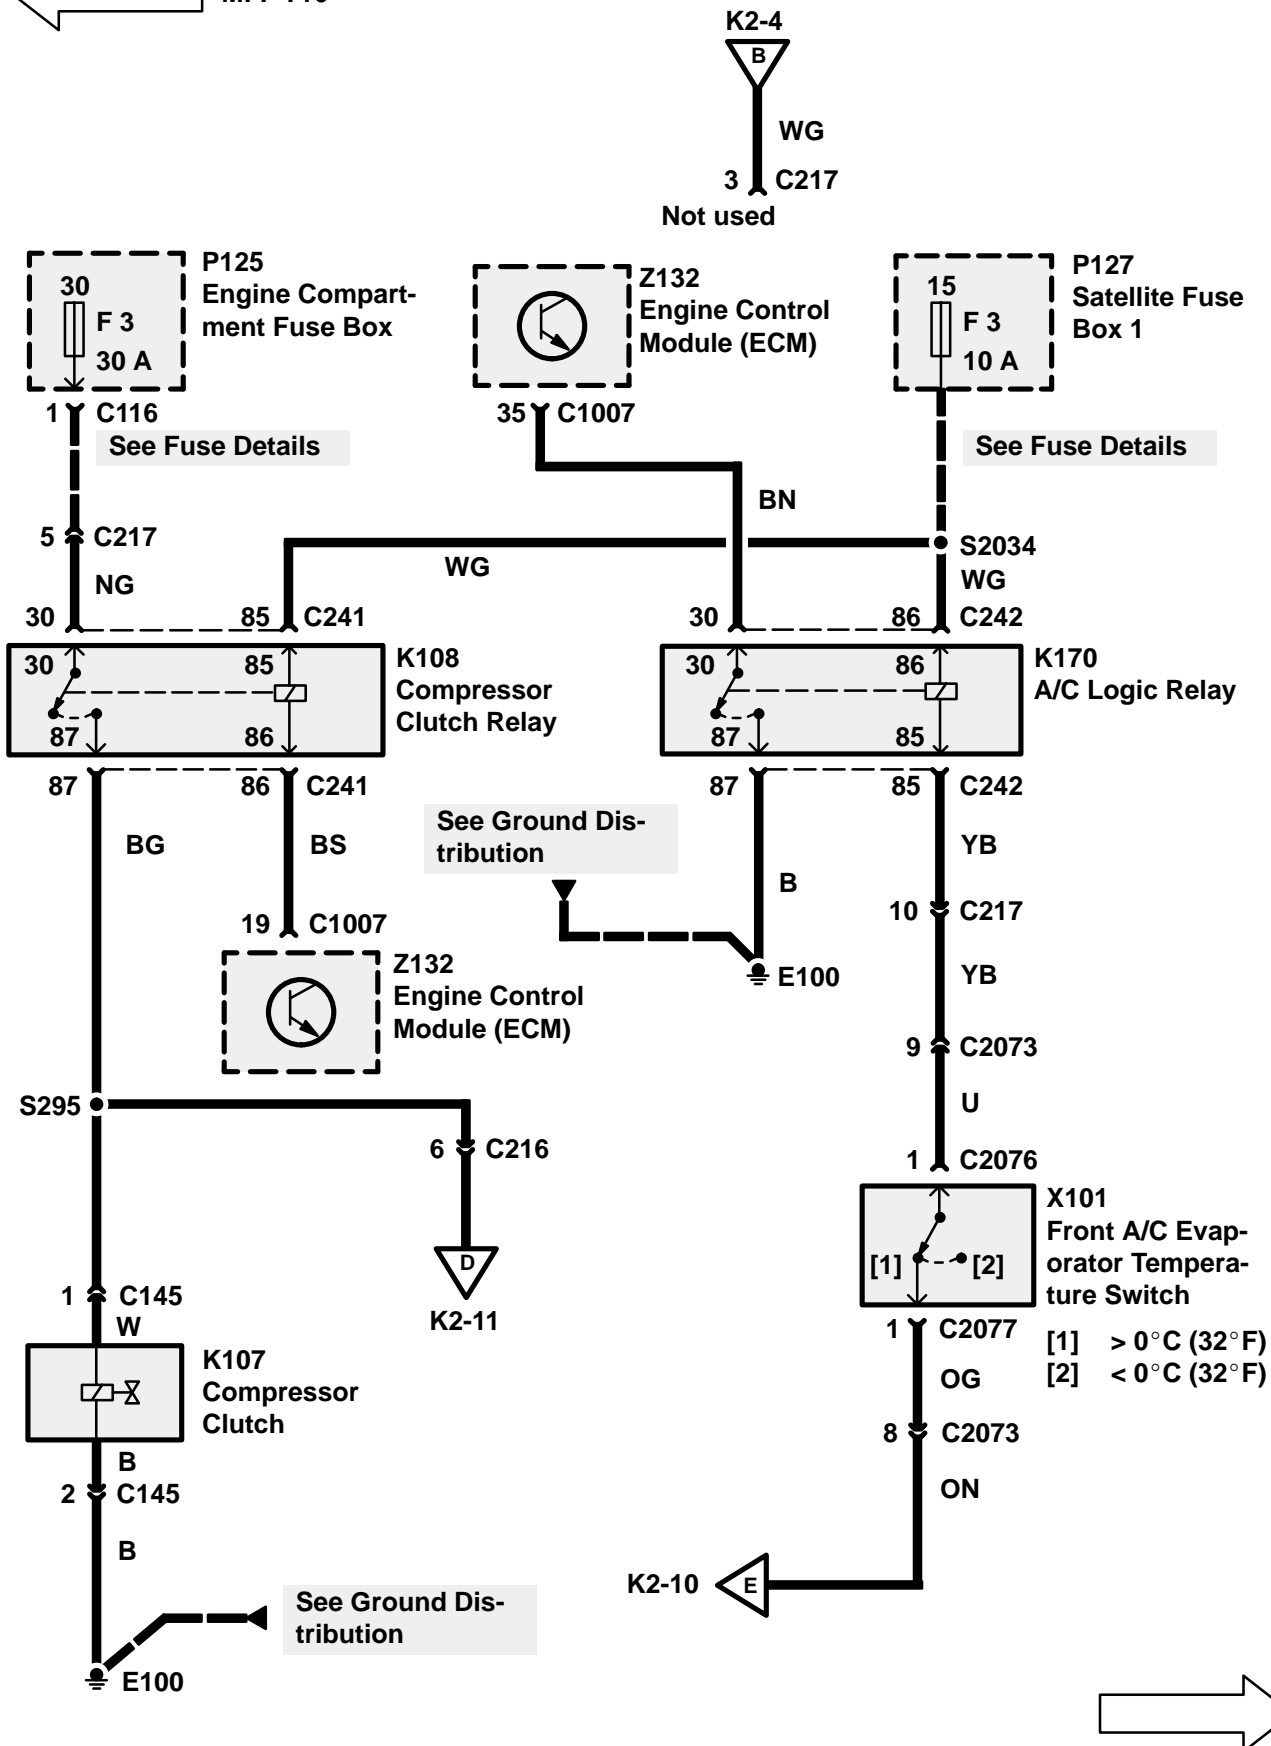 K2-4
B
WG
3 C217
Not used
P125
Engine Compart-
ment Fuse Box
30
F 3
30 A
Z132
Engine Control
Module (ECM)
P127
Satellite Fuse
Box 1
15
F 3
10 A
1 C116
See Fuse Details
35 C1007
See Fuse Details
BN
5 C217
NG
WG
S2034
WG
30 85 C241
30 86 C242
30 85
87 86
K108
Compressor
Clutch Relay
30 86
87 85
K170
A/C Logic Relay
87 86 C241
87 85 C242
BG
BS
See Ground Dis-
tribution
B
YB
10 C217
19 C1007
Z132
Engine Control
Module (ECM)
E100
YB
9 C2073
U
S295
6 C216
D
K2-11
1 C2076
X101
Front A/C Evap-
orator Tempera-
ture Switch
[1] [2]
[1] > 0°C (32°F)
[2] < 0°C (32°F)
1 C145
W
K107
Compressor
Clutch
B
2 C145
B
1 C2077
OG
8 C2073
ON
K2-10 E
See Ground Dis-
tribution
E100